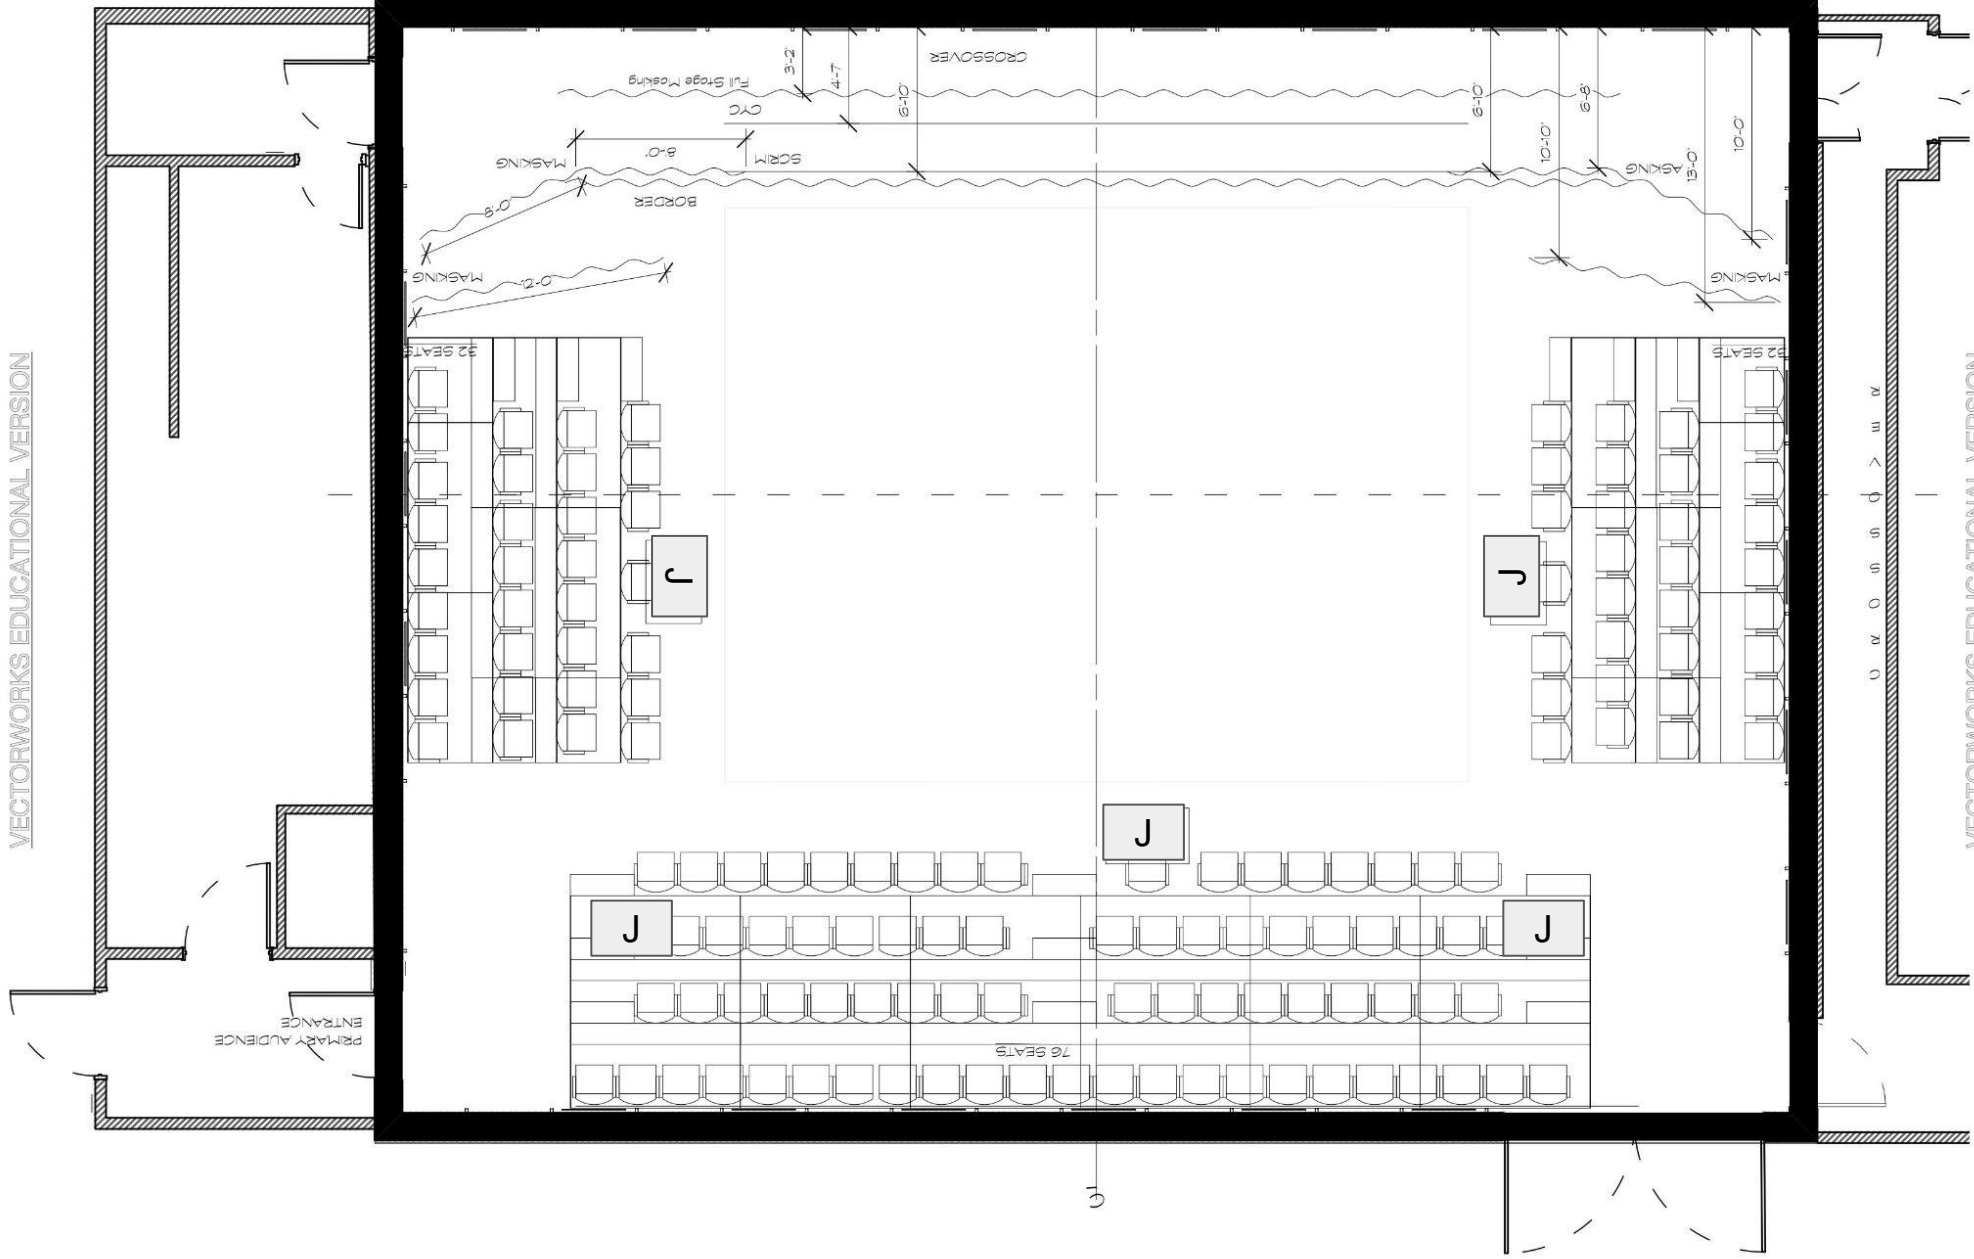 CROSSOVER
3'-2"
4'-7"
Full Stage Masking
6'-10"
6'-10"
6'-8"
CYC
10'-10"
10'-0"
8'-0"
MASKING
SCRIM
ASKING
13'-0"
8'-0"
BORDER
MASKING
12'-0"
MASKING
32 SEATS
32 SEATS
VECTORWORKS EDUCATIONAL VERSION
VECTORWORKS EDUCATIONAL VERSION
CROSSOVER
J
J
J
J
J
PRIMARY AUDIENCE
ENTRANCE
76 SEATS